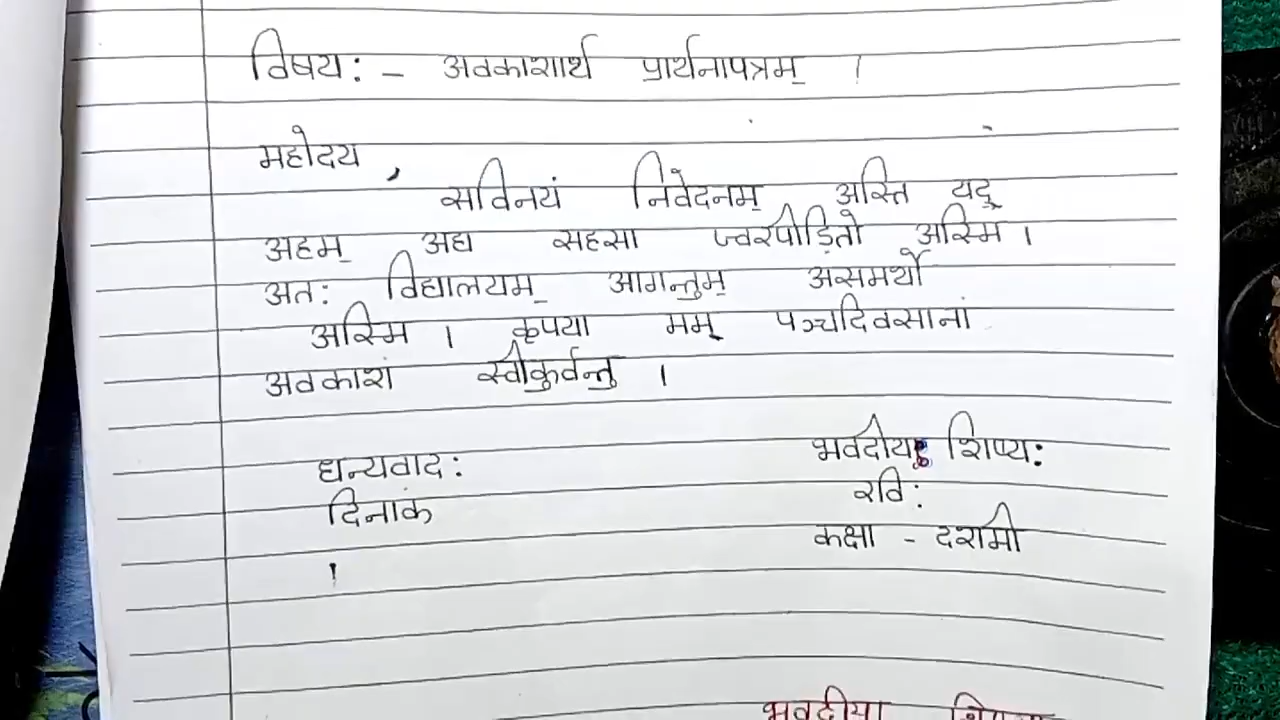 विषय: - अवकाशार्थ प्रार्थनापत्रम् ।
महोदय ,
सविनयं निवेदनम् अस्ति यद्
अहम् अद्य सहसा ज्वरपीड़ितो अस्मि ।
अत: विद्यालयम् आगन्तुम् असमर्थो
अस्मि । कृपया मम् पञ्चदिवसानां
अवकाशं स्वीकुर्वन्तु ।
धन्यवाद: भवदीय: शिष्य:
दिनांक रवि:
कक्षा - दशमी
।
भवदीया